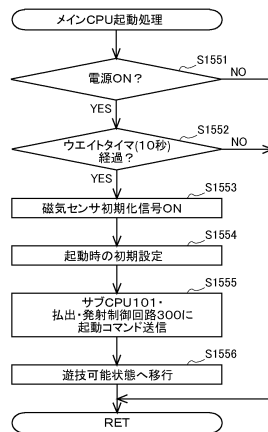 メインCPU起動処理
S1551
電源ON?
NO
YES
S1552
ウエイトタイマ(10秒)
経過?
NO
YES
S1553
磁気センサ初期化信号ON
S1554
起動時の初期設定
S1555
サブCPU101・
払出・発射制御回路300に
起動コマンド送信
S1556
遊技可能状態へ移行
RET